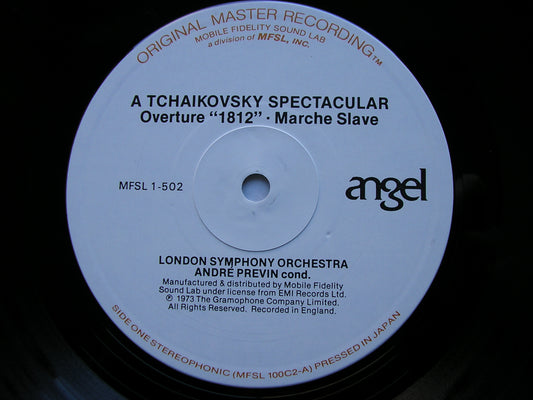 ORIGINAL MASTER RECORDING™
MOBILE FIDELITY SOUND LAB
a division of MFSL, INC.
A TCHAIKOVSKY SPECTACULAR
Overture "1812" · Marche Slave
MFSL 1-502
angel
LONDON SYMPHONY ORCHESTRA
ANDRÉ PREVIN cond.
Manufactured & distributed by Mobile Fidelity
Sound Lab under license from EMI Records Ltd.
℗ 1973 The Gramophone Company Limited.
All Rights Reserved. Recorded in England.
SIDE ONE STEREOPHONIC (MFSL 100C2-A) PRESSED IN JAPAN